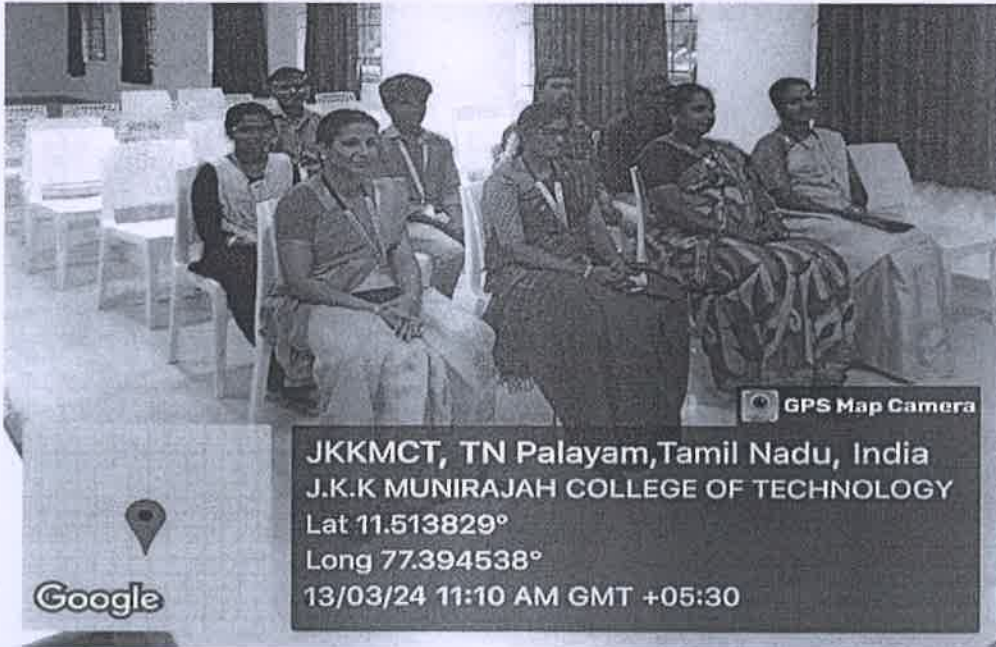 GPS Map Camera
JKKMCT, TN Palayam,Tamil Nadu, India
J.K.K MUNIRAJAH COLLEGE OF TECHNOLOGY
Lat 11.513829°
Long 77.394538°
13/03/24 11:10 AM GMT +05:30
Google